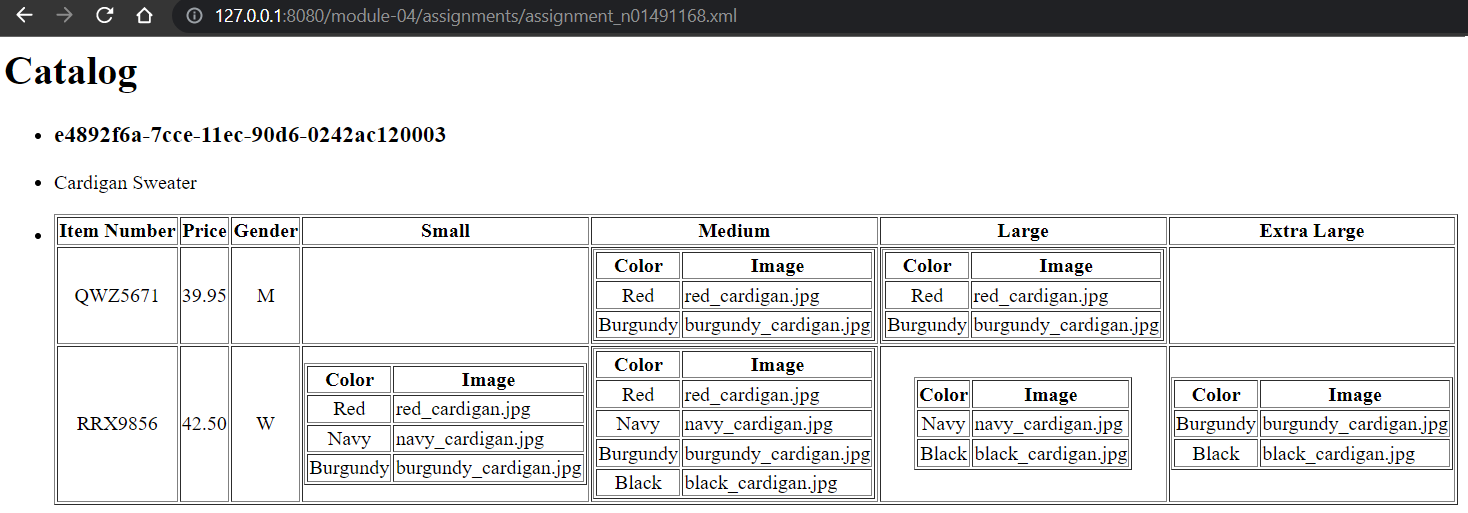 127.0.0.1:8080/module-04/assignments/assignment_n01491168.xml
Catalog
e4892f6a-7cce-11ec-90d6-0242ac120003
Cardigan Sweater
Item Number Price Gender Small Medium Large Extra Large
Color Image Color Image
QWZ5671 39.95 M Red red_cardigan.jpg Red red_cardigan.jpg
Burgundy burgundy_cardigan.jpg Burgundy burgundy_cardigan.jpg
Color Image
Color Image Red red_cardigan.jpg Color Image Color Image
RRX9856 42.50 W Red red_cardigan.jpg Navy navy_cardigan.jpg Navy navy_cardigan.jpg Burgundy burgundy_cardigan.jpg
Navy navy_cardigan.jpg Burgundy burgundy_cardigan.jpg Black black_cardigan.jpg Black black_cardigan.jpg
Burgundy burgundy_cardigan.jpg Black black_cardigan.jpg